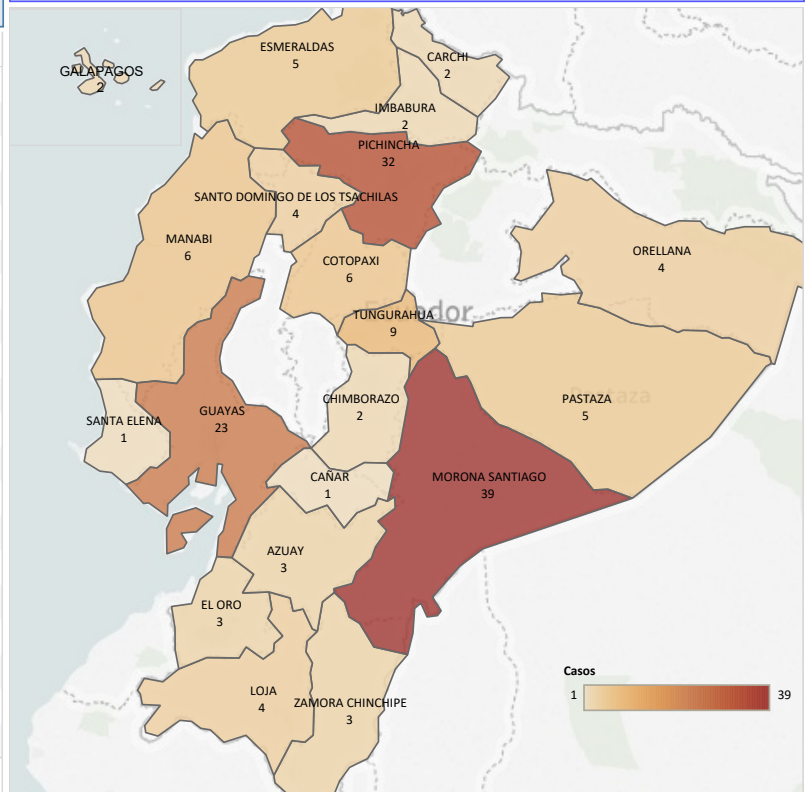 ESMERALDAS
5
CARCHI
2
GALAPAGOS
2
IMBABURA
2
PICHINCHA
32
SANTO DOMINGO DE LOS TSACHILAS
4
MANABI
6
ORELLANA
4
COTOPAXI
6
Ecuador
TUNGURAHUA
9
PASTAZA
5
Pastaza
CHIMBORAZO
2
GUAYAS
23
SANTA ELENA
1
CAÑAR
1
MORONA SANTIAGO
39
AZUAY
3
EL ORO
3
Casos
1 39
LOJA
4
ZAMORA CHINCHIPE
3